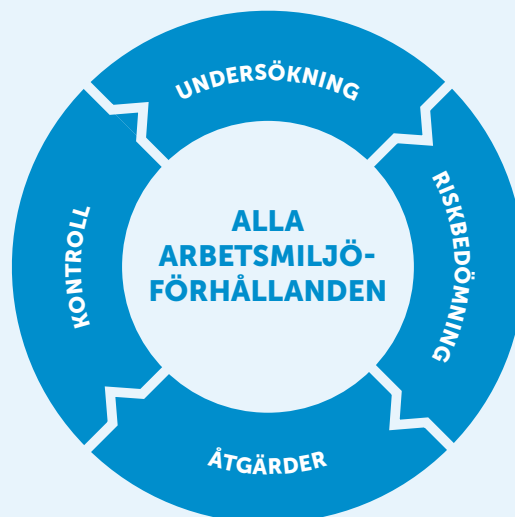 UNDERSÖKNING
RISKBEDÖMNING
ÅTGÄRDER
KONTROLL
ALLA
ARBETSMILJÖ-
FÖRHÅLLANDEN